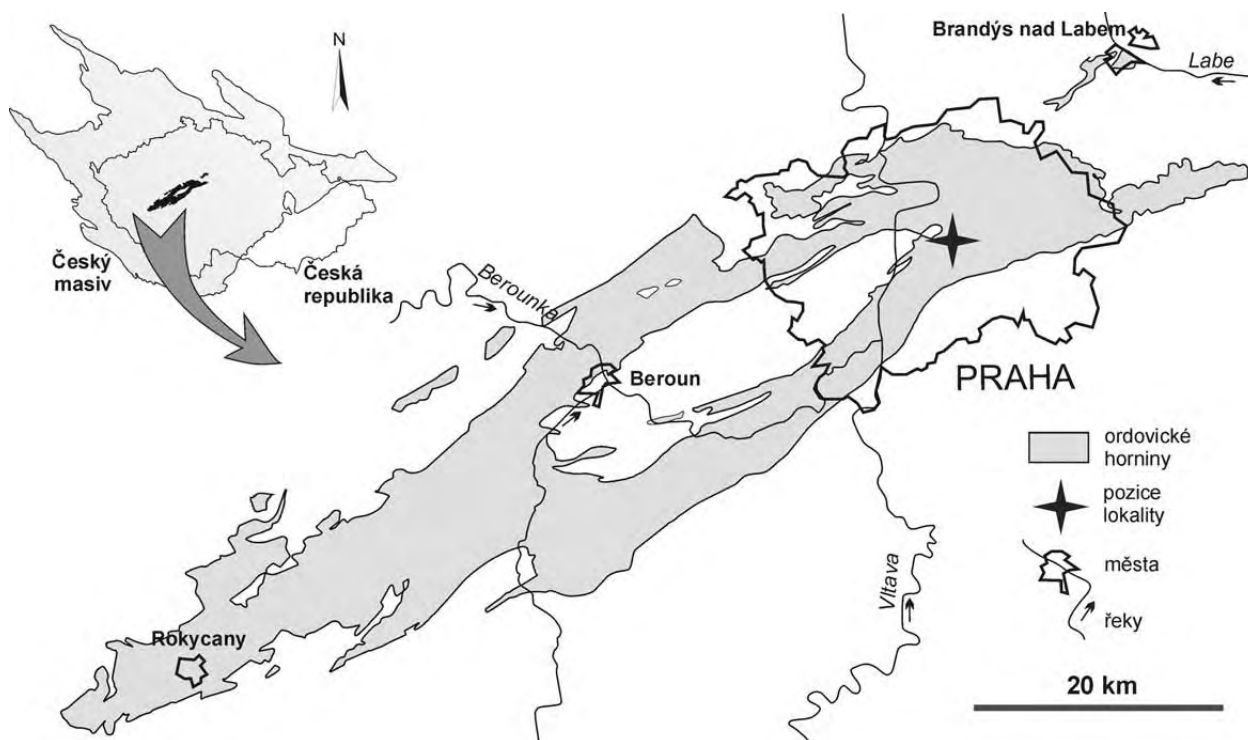 Brandýs nad Labem
Labe
N
Český
masiv
Česká
republika
Berounka
Beroun
PRAHA
ordovické
horniny
pozice
lokality
Vltava
města
řeky
Rokycany
20 km